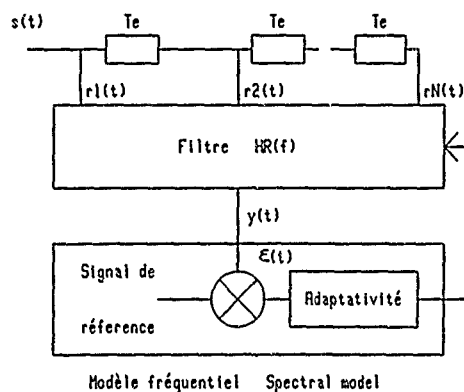 s(t) Te Te Te
r1(t) r2(t) rN(t)
Filtre HR(f)
y(t)
Ɛ(t)
Signal de
Adaptativité
réference
Modèle fréquentiel Spectral model